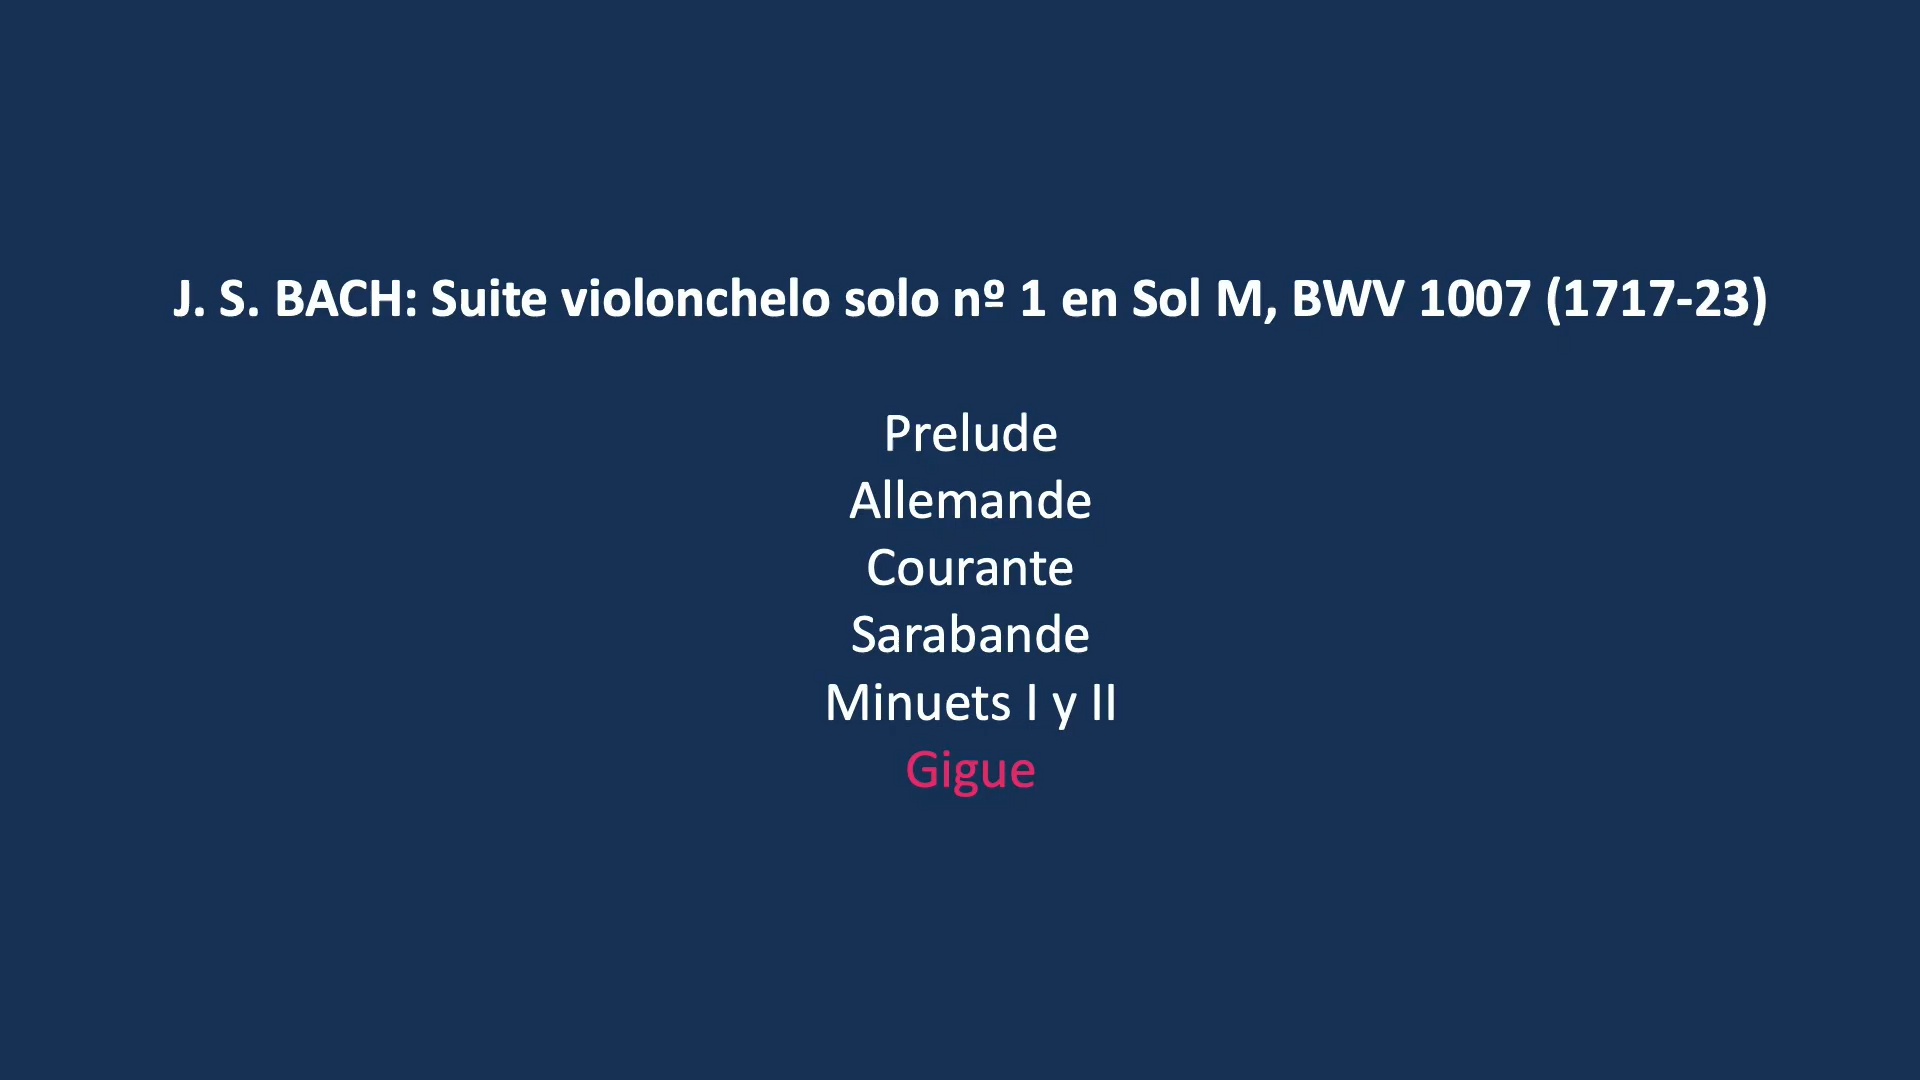 J. S. BACH: Suite violonchelo solo nº 1 en Sol M, BWV 1007 (1717-23)
Prelude
Allemande
Courante
Sarabande
Minuets I y II
Gigue